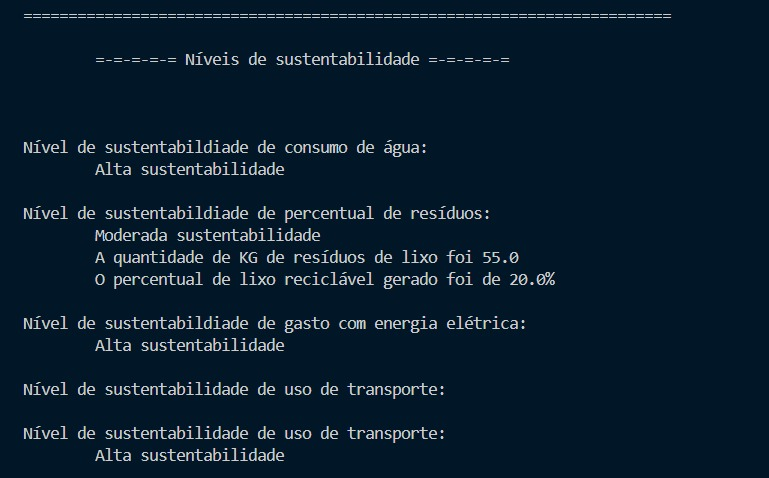 ========================================================================
=-=-=-=-= Níveis de sustentabilidade =-=-=-=-=
Nível de sustentabildiade de consumo de água:
Alta sustentabilidade
Nível de sustentabildiade de percentual de resíduos:
Moderada sustentabilidade
A quantidade de KG de resíduos de lixo foi 55.0
O percentual de lixo reciclável gerado foi de 20.0%
Nível de sustentabildiade de gasto com energia elétrica:
Alta sustentabilidade
Nível de sustentabilidade de uso de transporte:
Nível de sustentabilidade de uso de transporte:
Alta sustentabilidade